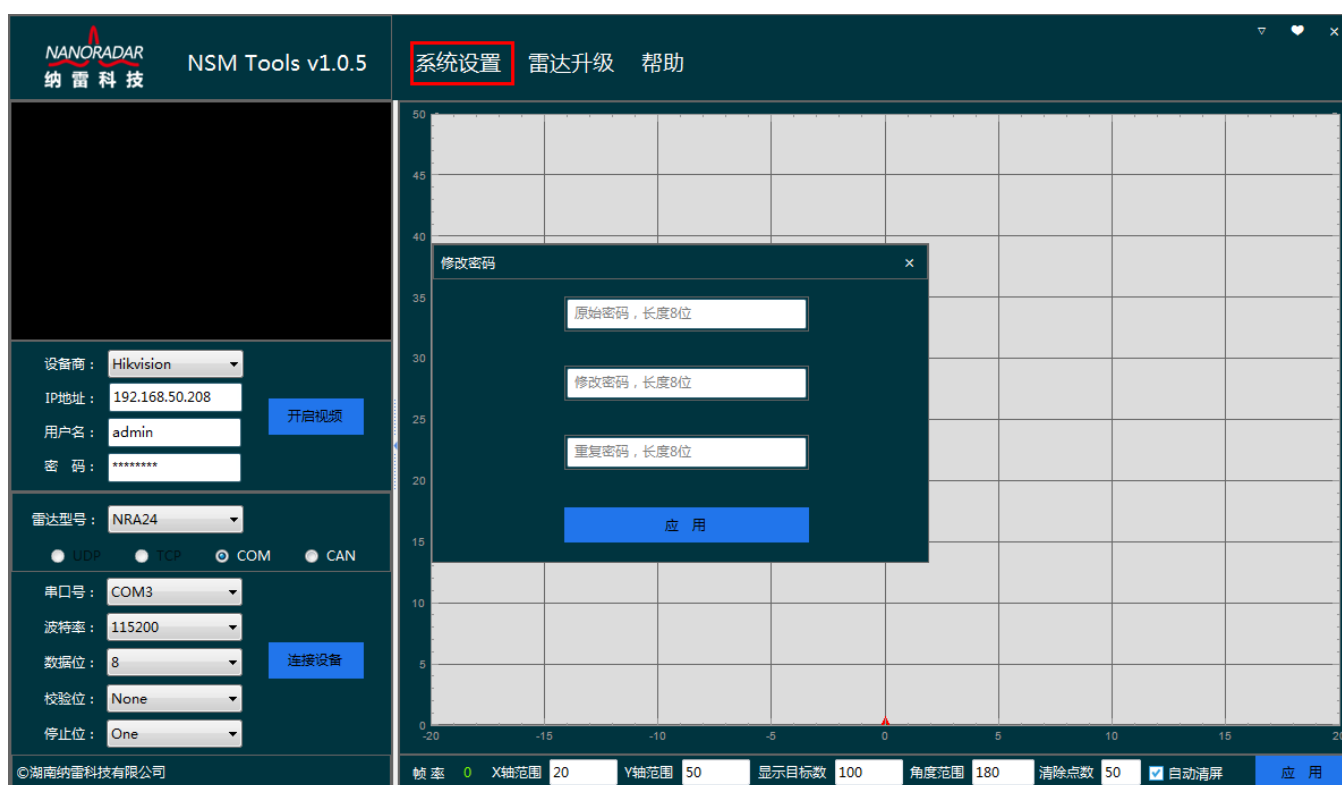 NANORADAR
纳雷科技
NSM Tools v1.0.5
系统设置 雷达升级 帮助
设备商： Hikvision
IP地址： 192.168.50.208
用户名： admin
密 码： ********
开启视频
雷达型号： NRA24
UDP TCP COM CAN
串口号： COM3
波特率： 115200
数据位： 8
校验位： None
停止位： One
连接设备
©湖南纳雷科技有限公司
50
45
40
35
30
25
20
15
10
5
0
-20 -15 -10 -5 0 5 10 15 20
修改密码 ×
原始密码，长度8位
修改密码，长度8位
重复密码，长度8位
应 用
帧率 0 X轴范围 20 Y轴范围 50 显示目标数 100 角度范围 180 清除点数 50 自动清屏 应 用